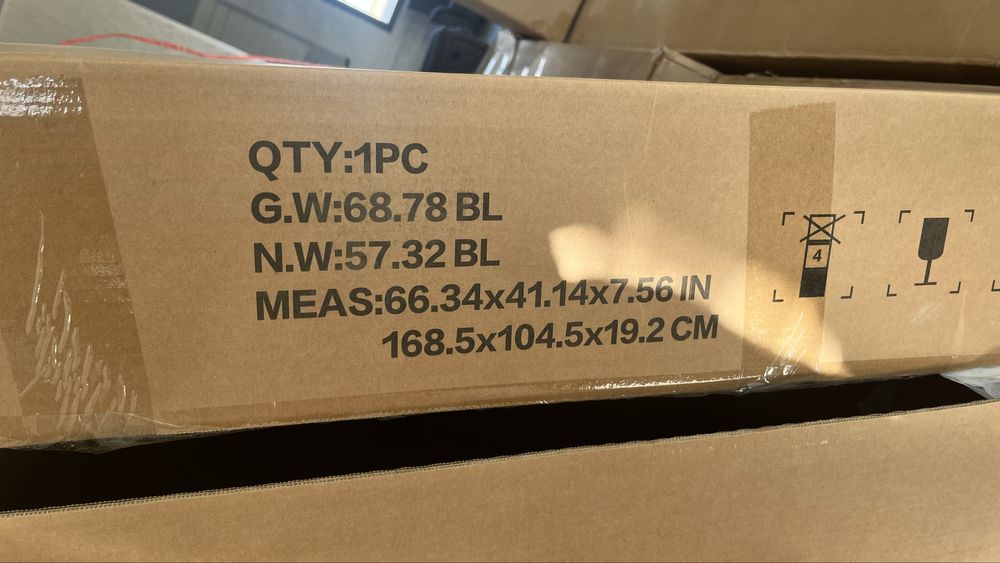 QTY:1PC
G.W:68.78 BL
N.W:57.32 BL
MEAS:66.34x41.14x7.56 IN
168.5x104.5x19.2 CM
4